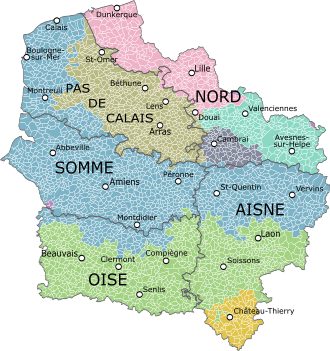 Dunkerque
Calais
Boulogne-
sur-Mer
St-Omer
Lille
Béthune
Montreuil
PAS
DE
CALAIS
Lens
NORD
Douai
Valenciennes
Arras
Cambrai
Avesnes-
sur-Helpe
Abbeville
SOMME
Amiens
Péronne
St-Quentin
Vervins
AISNE
Montdidier
Laon
Beauvais
Clermont
Compiègne
Soissons
OISE
Senlis
Château-Thierry